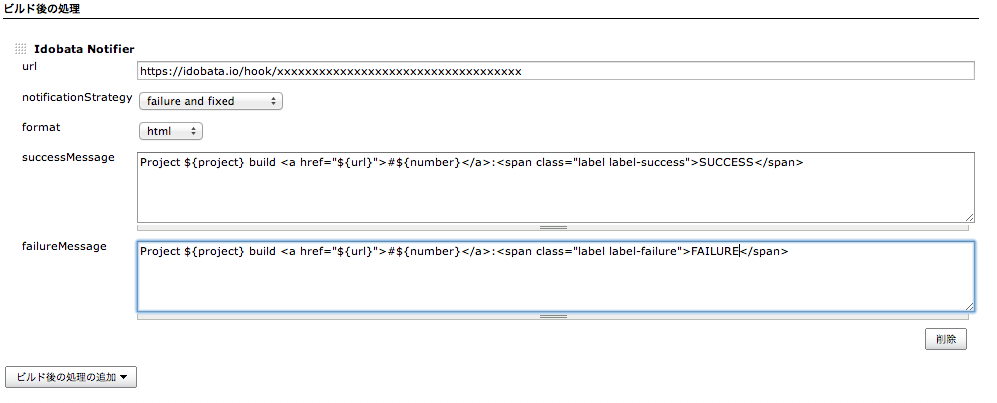 ビルド後の処理
Idobata Notifier
url
https://idobata.io/hook/xxxxxxxxxxxxxxxxxxxxxxxxxxxxxxxxxxx
notificationStrategy
failure and fixed
format
html
successMessage
Project ${project} build <a href="${url}">#${number}</a>:<span class="label label-success">SUCCESS</span>
failureMessage
Project ${project} build <a href="${url}">#${number}</a>:<span class="label label-failure">FAILURE</span>
削除
ビルド後の処理の追加